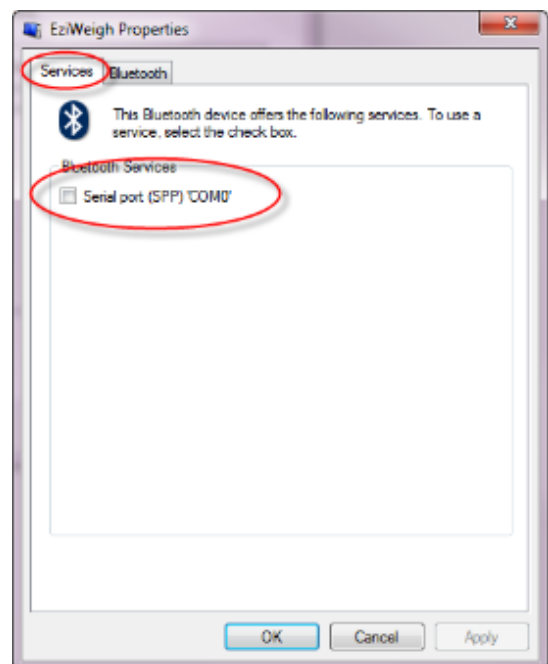 EziWeigh Properties
Services Bluetooth
This Bluetooth device offers the following services. To use a
service, select the check box.
Bluetooth Services
Serial port (SPP) 'COM0'
OK Cancel Apply